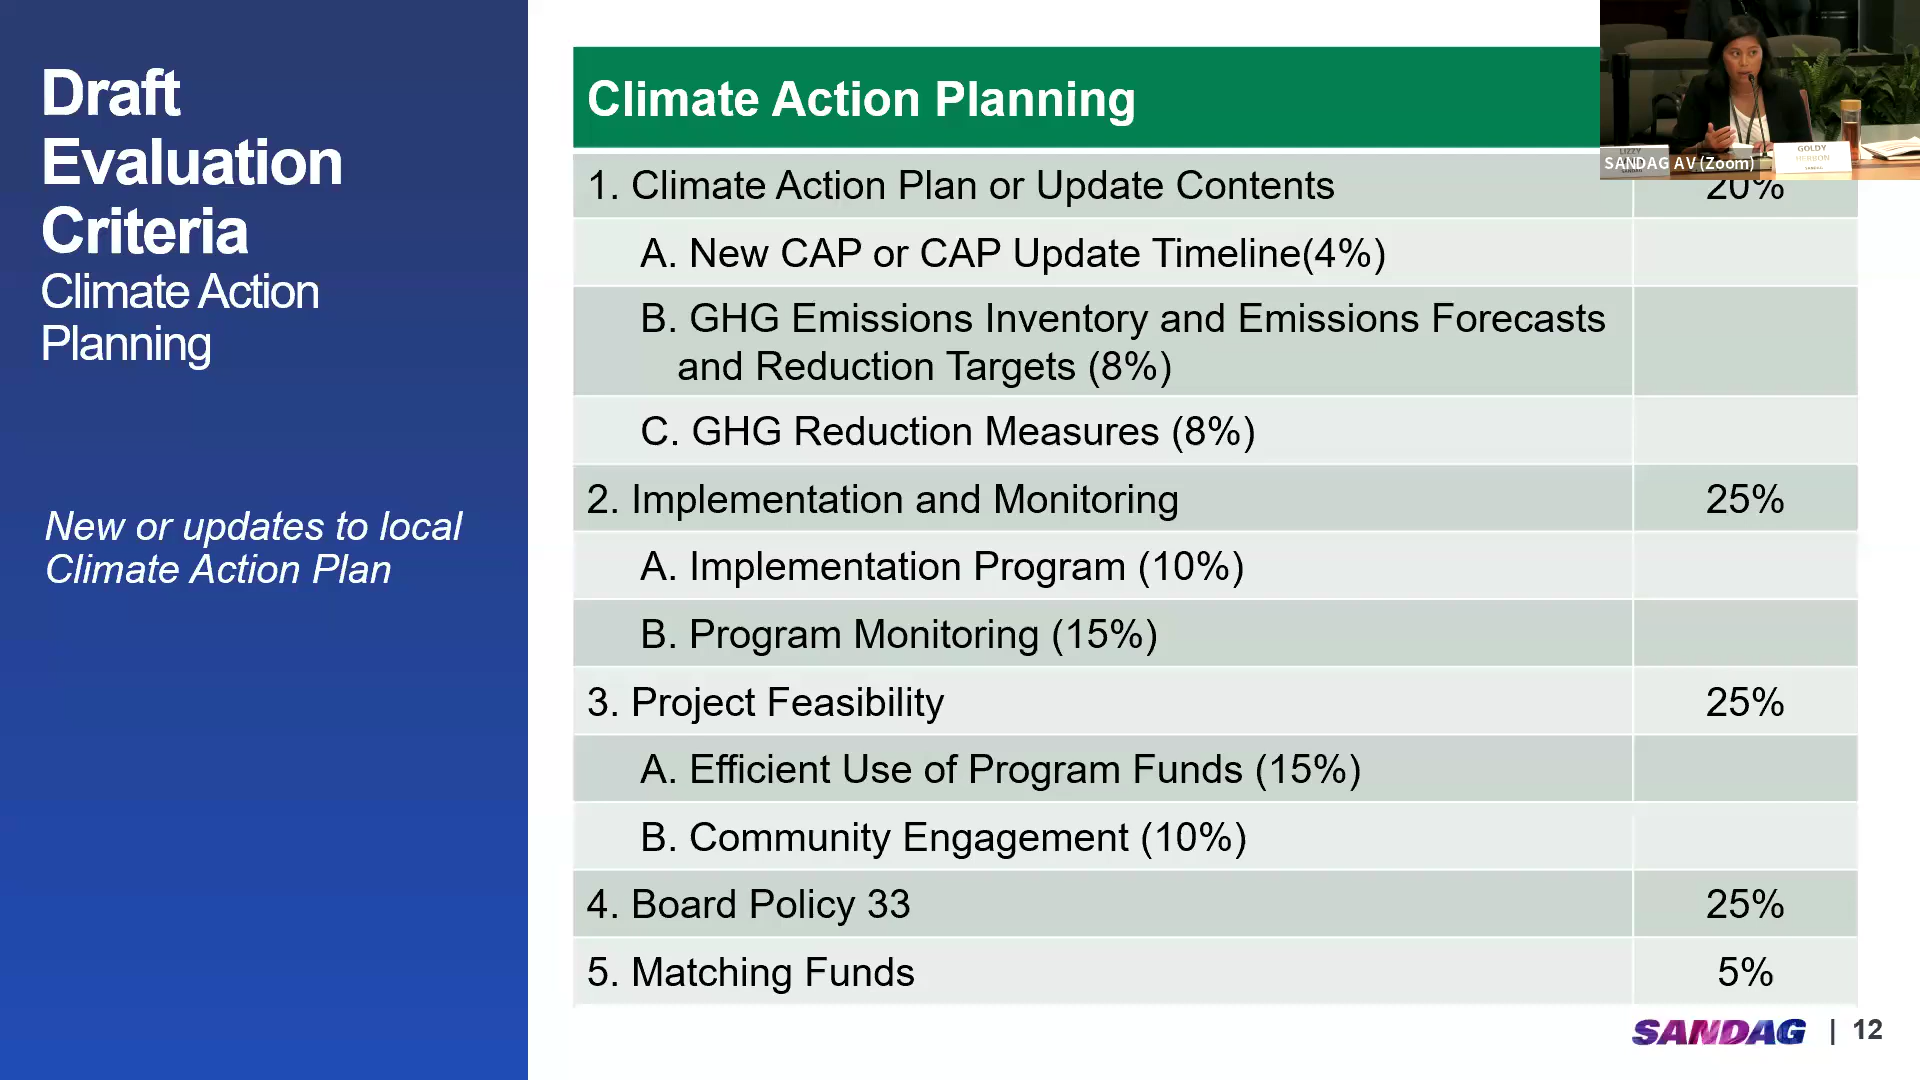 Draft
Evaluation
Criteria
Climate Action
Planning
New or updates to local
Climate Action Plan
Climate Action Planning
1. Climate Action Plan or Update Contents 20%
A. New CAP or CAP Update Timeline(4%)
B. GHG Emissions Inventory and Emissions Forecasts
and Reduction Targets (8%)
C. GHG Reduction Measures (8%)
2. Implementation and Monitoring 25%
A. Implementation Program (10%)
B. Program Monitoring (15%)
3. Project Feasibility 25%
A. Efficient Use of Program Funds (15%)
B. Community Engagement (10%)
4. Board Policy 33 25%
5. Matching Funds 5%
SANDAG | 12
SANDAG AV (Zoom)
GOLDY
HERBON
SANDAG